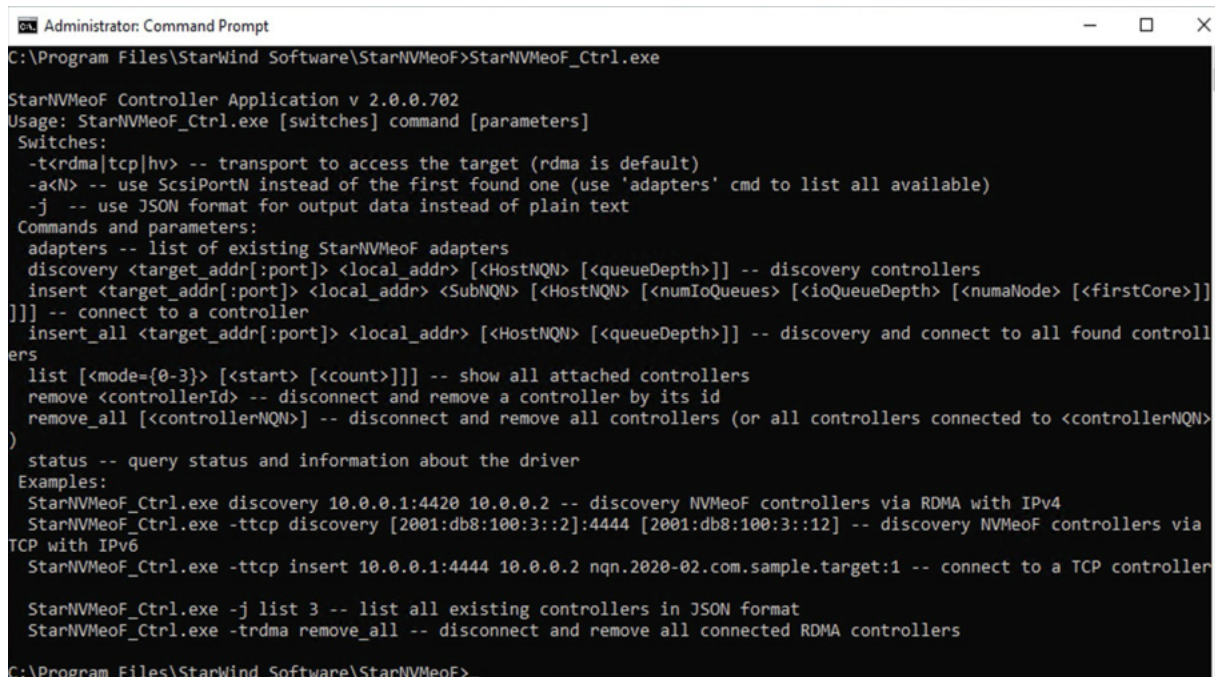 Administrator: Command Prompt
C:\Program Files\StarWind Software\StarNVMeoF>StarNVMeoF_Ctrl.exe
StarNVMeoF Controller Application v 2.0.0.702
Usage: StarNVMeoF_Ctrl.exe [switches] command [parameters]
Switches:
-t<rdma|tcp|hv> -- transport to access the target (rdma is default)
-a<N> -- use ScsiPortN instead of the first found one (use 'adapters' cmd to list all available)
-j  -- use JSON format for output data instead of plain text
Commands and parameters:
adapters -- list of existing StarNVMeoF adapters
discovery <target_addr[:port]> <local_addr> [<HostNQN> [<queueDepth>]] -- discovery controllers
insert <target_addr[:port]> <local_addr> <SubNQN> [<HostNQN> [<numIoQueues> [<ioQueueDepth> [<numaNode> [<firstCore>]]
]]] -- connect to a controller
insert_all <target_addr[:port]> <local_addr> [<HostNQN> [<queueDepth>]] -- discovery and connect to all found controll
ers
list [<mode={0-3}> [<start> [<count>]]] -- show all attached controllers
remove <controllerId> -- disconnect and remove a controller by its id
remove_all [<controllerNQN>] -- disconnect and remove all controllers (or all controllers connected to <controllerNQN>
)
status -- query status and information about the driver
Examples:
StarNVMeoF_Ctrl.exe discovery 10.0.0.1:4420 10.0.0.2 -- discovery NVMeoF controllers via RDMA with IPv4
StarNVMeoF_Ctrl.exe -ttcp discovery [2001:db8:100:3::2]:4444 [2001:db8:100:3::12] -- discovery NVMeoF controllers via
TCP with IPv6
StarNVMeoF_Ctrl.exe -ttcp insert 10.0.0.1:4444 10.0.0.2 nqn.2020-02.com.sample.target:1 -- connect to a TCP controller
StarNVMeoF_Ctrl.exe -j list 3 -- list all existing controllers in JSON format
StarNVMeoF_Ctrl.exe -trdma remove_all -- disconnect and remove all connected RDMA controllers
C:\Program Files\StarWind Software\StarNVMeoF>